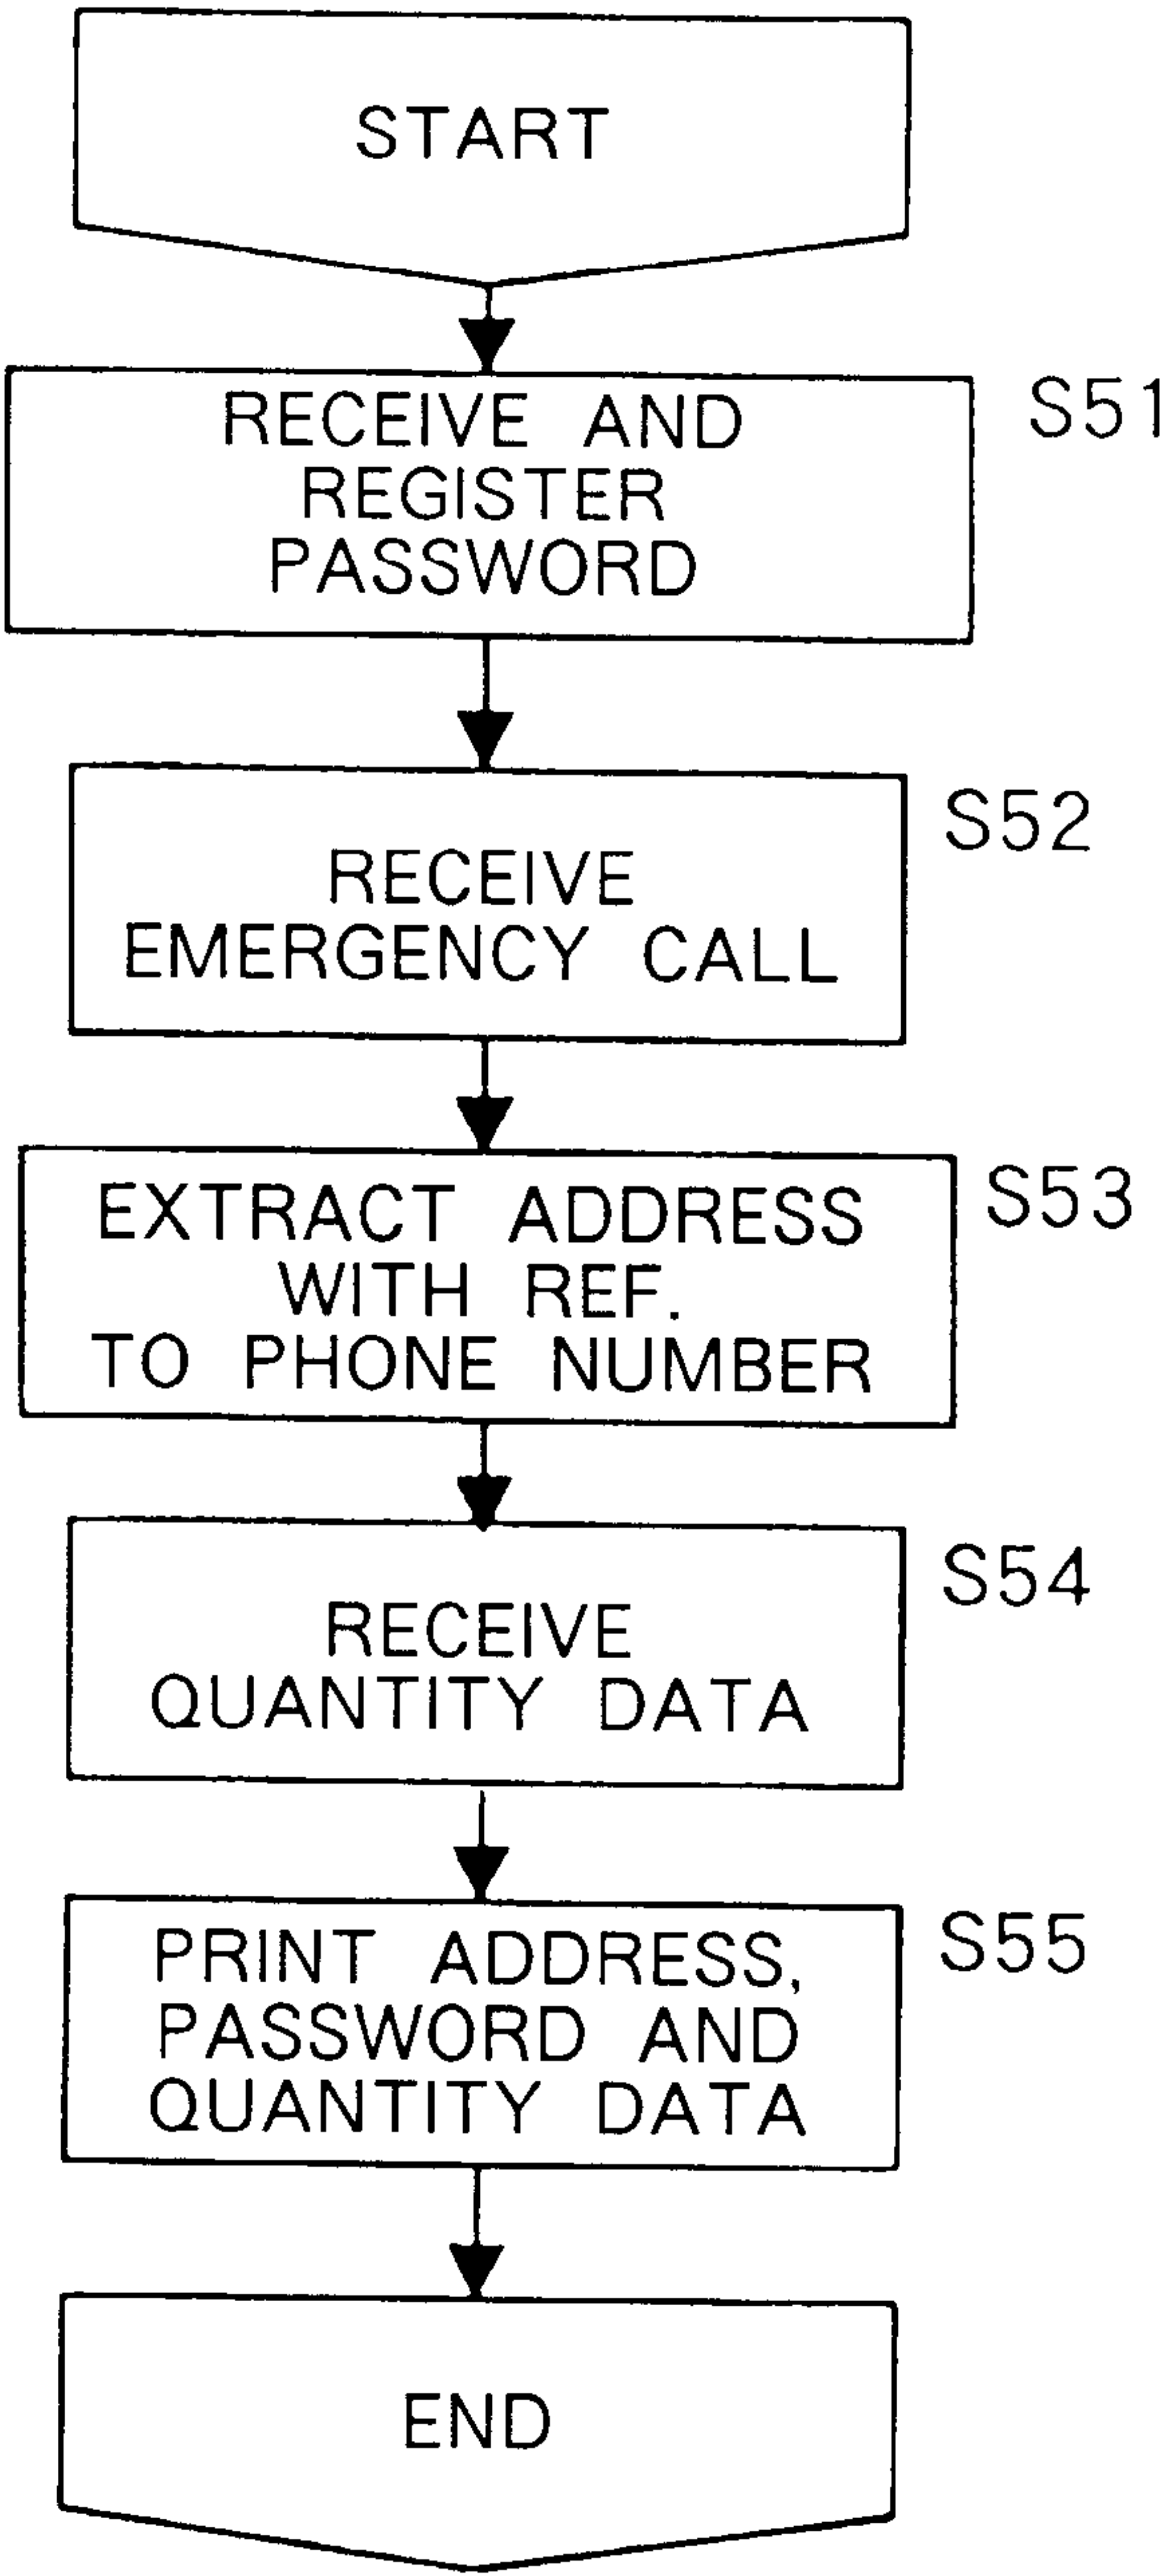 START
RECEIVE AND
REGISTER
PASSWORD
S51
RECEIVE
EMERGENCY CALL
S52
EXTRACT ADDRESS
WITH REF.
TO PHONE NUMBER
S53
RECEIVE
QUANTITY DATA
S54
PRINT ADDRESS,
PASSWORD AND
QUANTITY DATA
S55
END